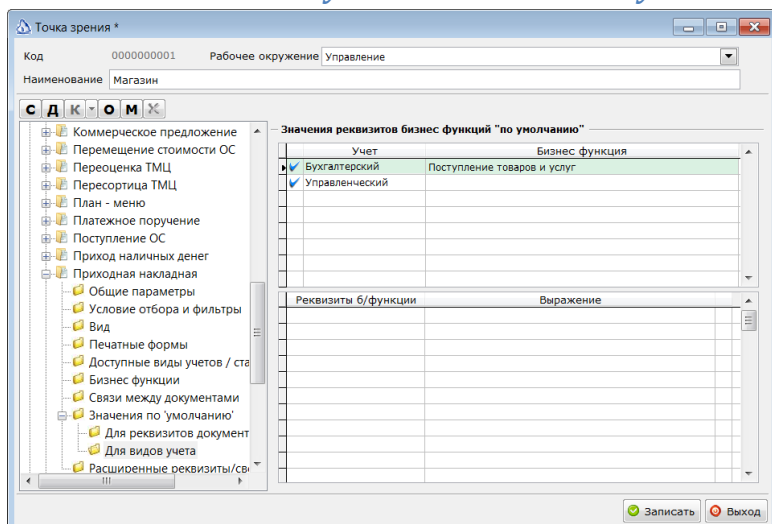 Точка зрения *
Код 0000000001 Рабочее окружение Управление
Наименование Магазин
С Д К О М
Коммерческое предложение
Перемещение стоимости ОС
Переоценка ТМЦ
Пересортица ТМЦ
План - меню
Платежное поручение
Поступление ОС
Приход наличных денег
Приходная накладная
Общие параметры
Условие отбора и фильтры
Вид
Печатные формы
Доступные виды учетов / ста
Бизнес функции
Связи между документами
Значения по 'умолчанию'
Для реквизитов документ
Для видов учета
Расширенные реквизиты/св
Значения реквизитов бизнес функций "по умолчанию"
Учет Бизнес функция
Бухгалтерский Поступление товаров и услуг
Управленческий
Реквизиты б/функции Выражение
Записать Выход